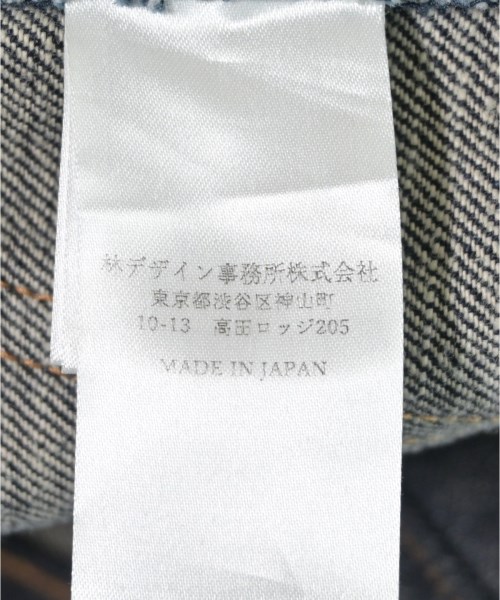 林デザイン事務所株式会社
東京都渋谷区神山町
10-13　高田ロッジ205
MADE IN JAPAN